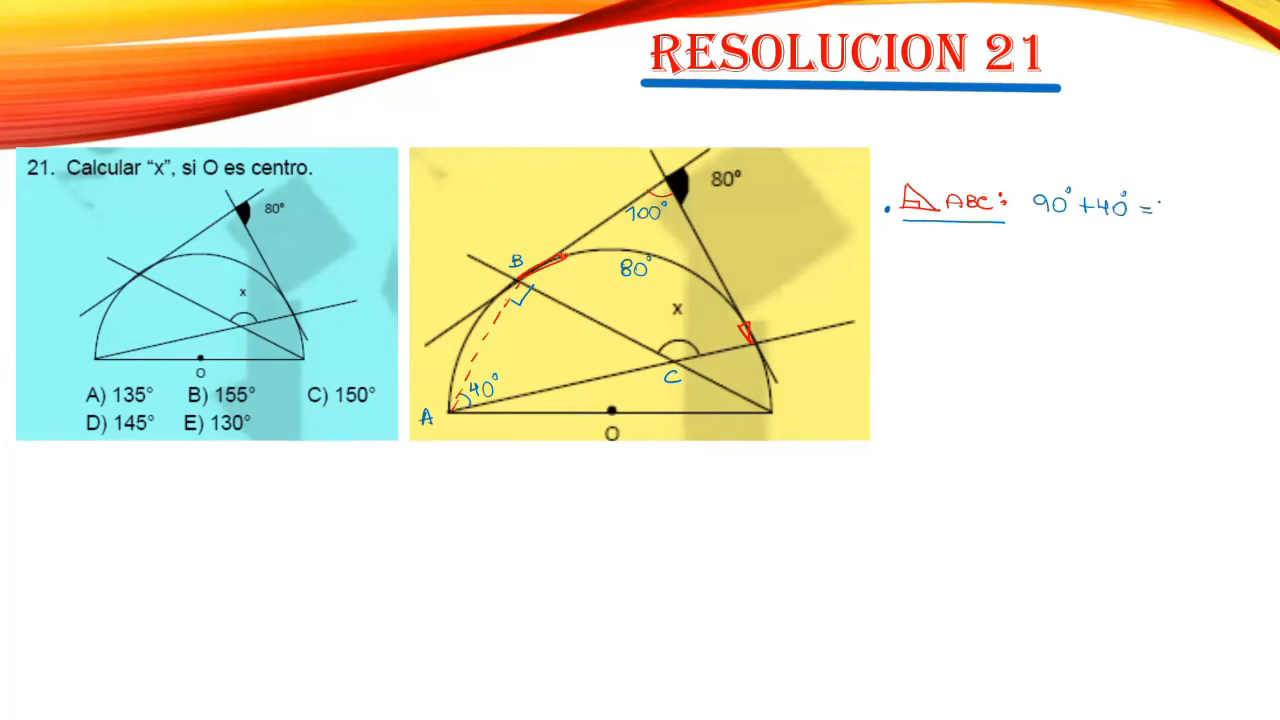 RESOLUCION 21
21. Calcular “x”, si O es centro.
80°
x
O
A) 135° B) 155° C) 150°
D) 145° E) 130°
80°
100°
B
80°
x
C
40°
A
O
• ABC: 90° + 40° =